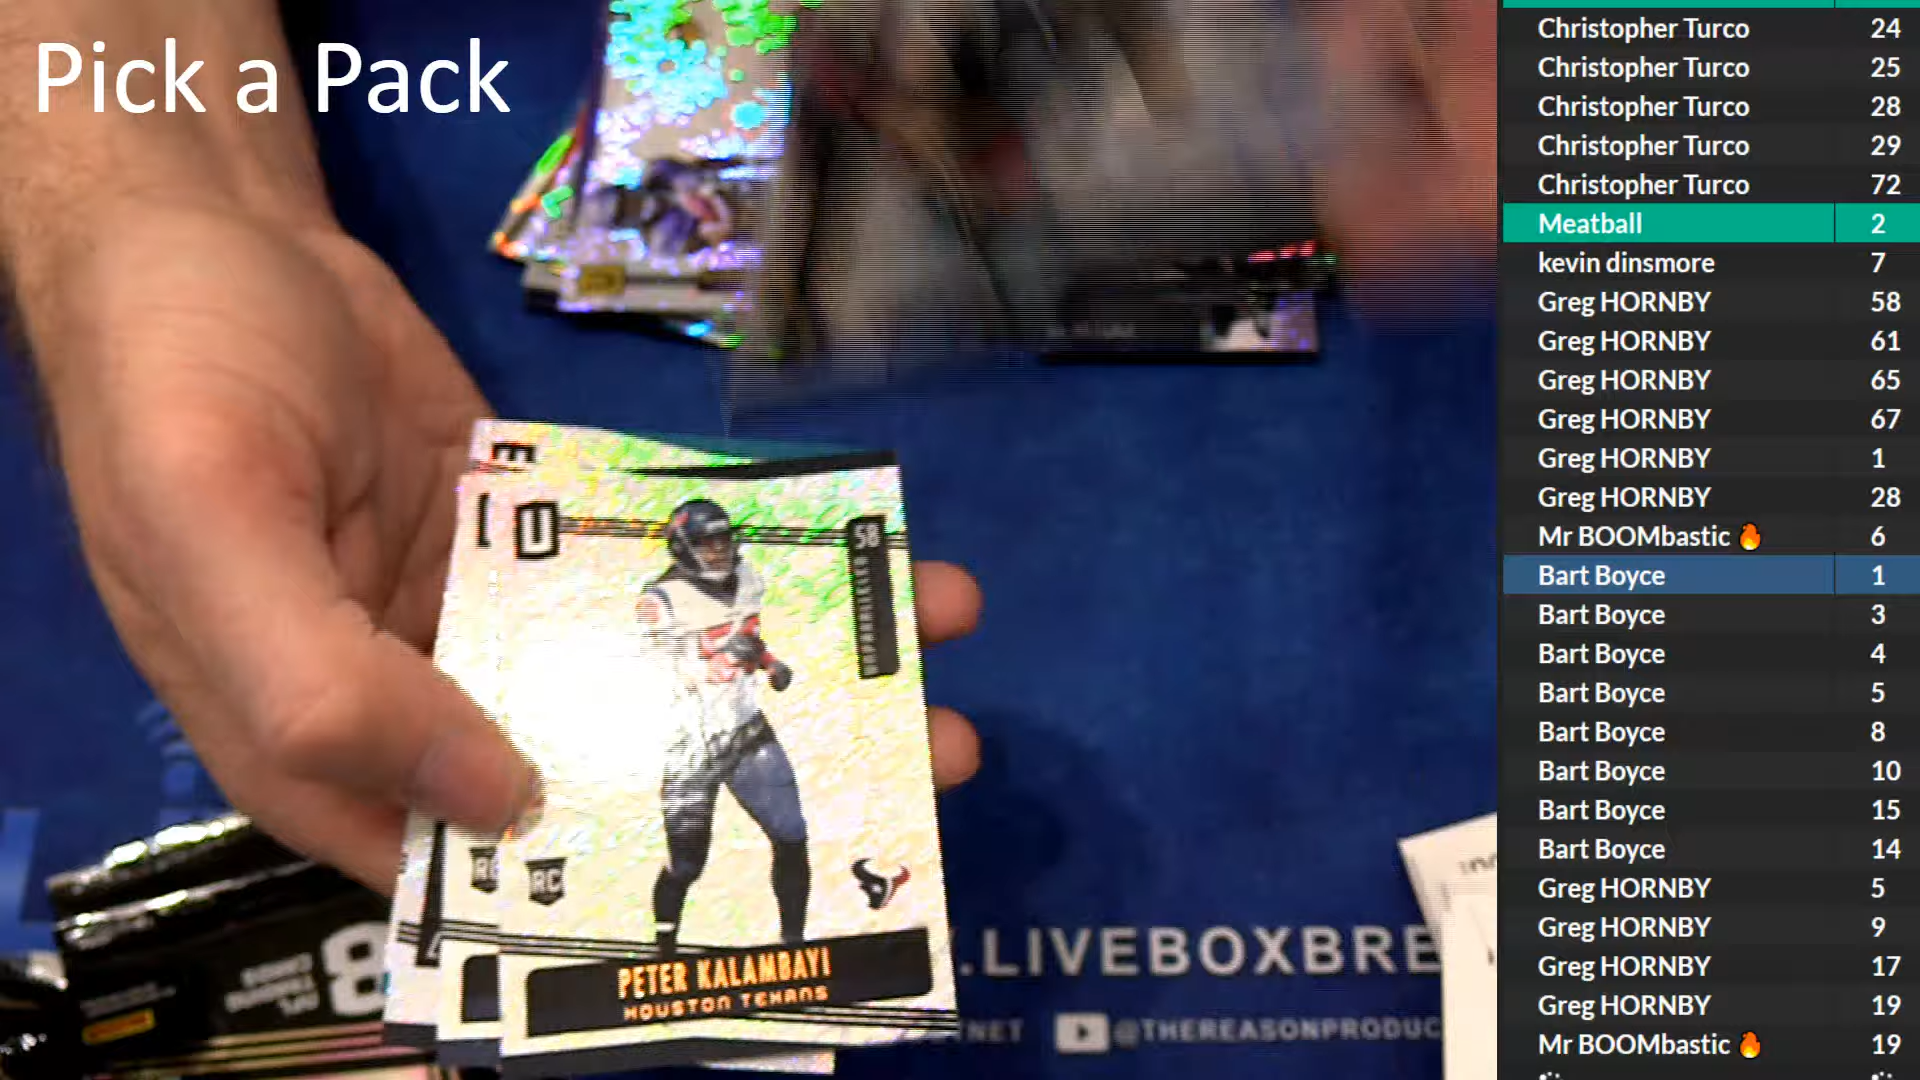 Pick a Pack
U
58
UNPARALLELED
RC
PETER KALAMBAYI
HOUSTON TEXANS
.LIVEBOXBRE
@THEREASONPRODUC
8
Christopher Turco 24
Christopher Turco 25
Christopher Turco 28
Christopher Turco 29
Christopher Turco 72
Meatball 2
kevin dinsmore 7
Greg HORNBY 58
Greg HORNBY 61
Greg HORNBY 65
Greg HORNBY 67
Greg HORNBY 1
Greg HORNBY 28
Mr BOOMbastic 🔥 6
Bart Boyce 1
Bart Boyce 3
Bart Boyce 4
Bart Boyce 5
Bart Boyce 8
Bart Boyce 10
Bart Boyce 15
Bart Boyce 14
Greg HORNBY 5
Greg HORNBY 9
Greg HORNBY 17
Greg HORNBY 19
Mr BOOMbastic 🔥 19